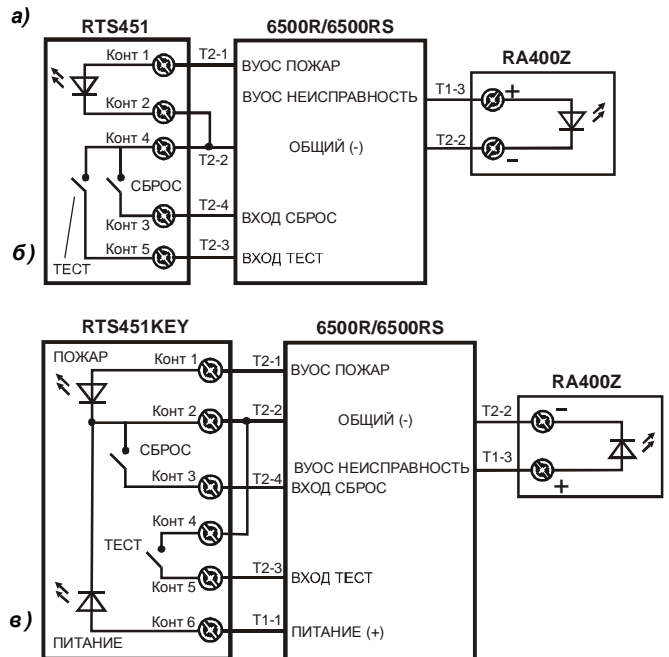 а)
RTS451
6500R/6500RS
RA400Z
Конт 1
T2-1
ВУОС ПОЖАР
Конт 2
ВУОС НЕИСПРАВНОСТЬ
T1-3
+
Конт 4
T2-2
ОБЩИЙ (-)
T2-2
–
СБРОС
Конт 3
T2-4
ВХОД СБРОС
б)
ТЕСТ
Конт 5
T2-3
ВХОД ТЕСТ
RTS451KEY
6500R/6500RS
RA400Z
ПОЖАР
Конт 1
T2-1
ВУОС ПОЖАР
Конт 2
T2-2
ОБЩИЙ (-)
T2-2
–
СБРОС
ВУОС НЕИСПРАВНОСТЬ
T1-3
+
Конт 3
T2-4
ВХОД СБРОС
Конт 4
ТЕСТ
Конт 5
T2-3
ВХОД ТЕСТ
в)
ПИТАНИЕ
Конт 6
T1-1
ПИТАНИЕ (+)